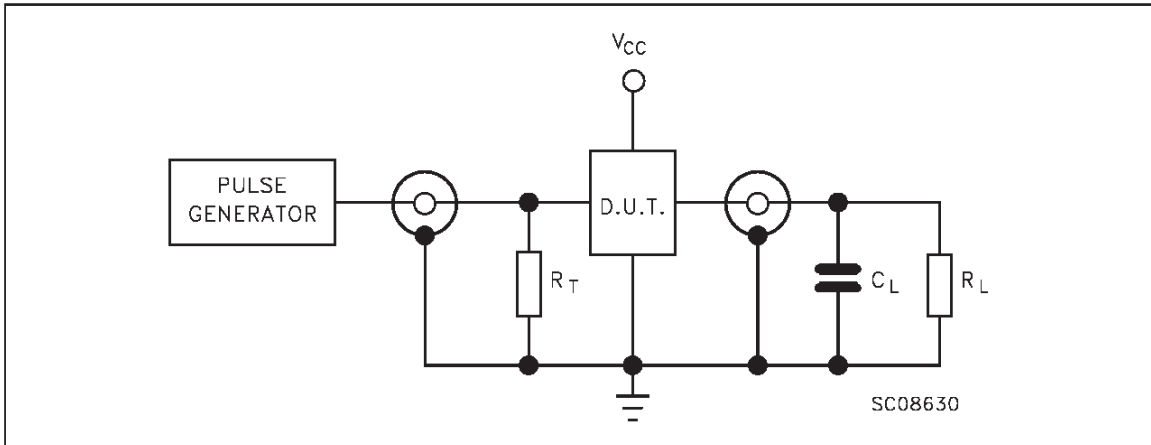 VCC
PULSE
GENERATOR
D.U.T.
RT
CL
RL
SC08630